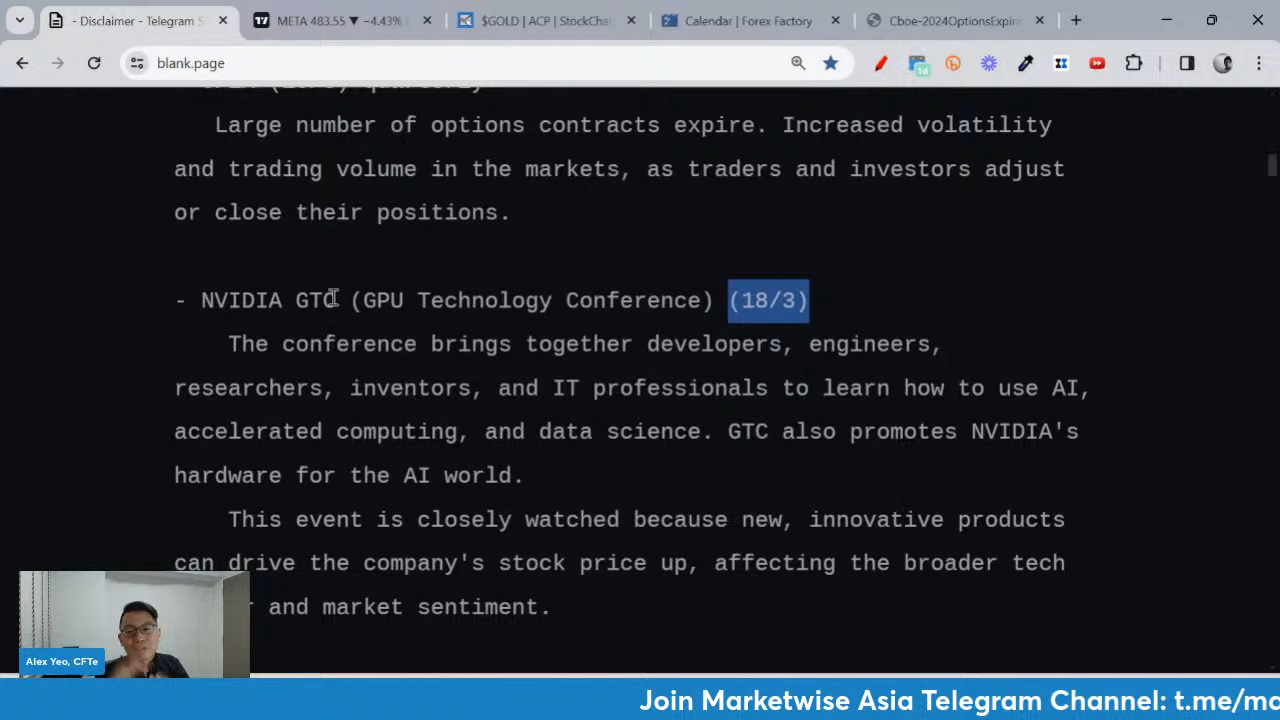 - Disclaimer - Telegram S
META 483.55 ▼ −4.43%
$GOLD | ACP | StockCha
Calendar | Forex Factory
Cboe-2024OptionsExpira
blank.page
1d
Large number of options contracts expire. Increased volatility
and trading volume in the markets, as traders and investors adjust
or close their positions.
- NVIDIA GTC (GPU Technology Conference) (18/3)
The conference brings together developers, engineers,
researchers, inventors, and IT professionals to learn how to use AI,
accelerated computing, and data science. GTC also promotes NVIDIA's
hardware for the AI world.
This event is closely watched because new, innovative products
can drive the company's stock price up, affecting the broader tech
and market sentiment.
Alex Yeo, CFTe
Join Marketwise Asia Telegram Channel: t.me/ma